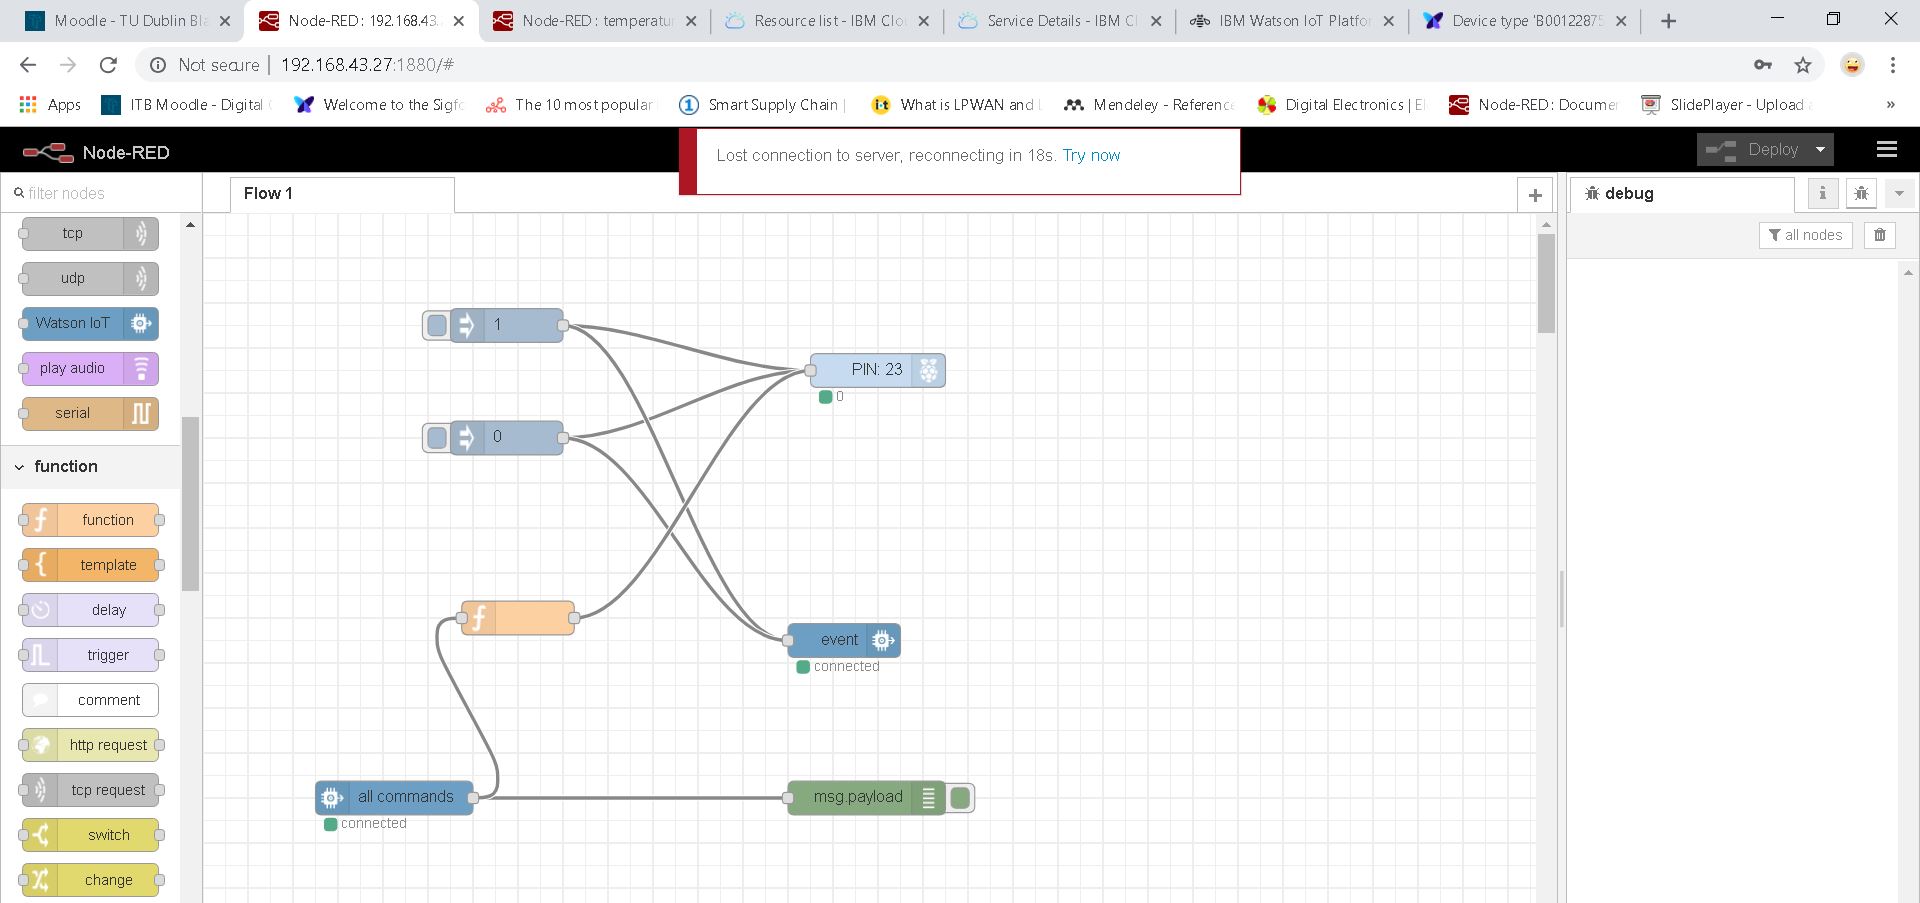 Moodle - TU Dublin Bla
Node-RED : 192.168.43.
Node-RED : temperatur
Resource list - IBM Clou
Service Details - IBM Cl
IBM Watson IoT Platfor
Device type 'B00122875
Not secure | 192.168.43.27:1880/#
Apps
ITB Moodle - Digital
Welcome to the Sigfo
The 10 most popular
Smart Supply Chain |
What is LPWAN and
Mendeley - Reference
Digital Electronics | El
Node-RED : Docume
SlidePlayer - Upload a
»
Node-RED
Lost connection to server, reconnecting in 18s. Try now
Deploy
filter nodes
Flow 1
debug
all nodes
tcp
udp
Watson IoT
play audio
serial
function
function
template
delay
trigger
comment
http request
tcp request
switch
change
1
PIN: 23
0
0
event
connected
all commands
connected
msg.payload